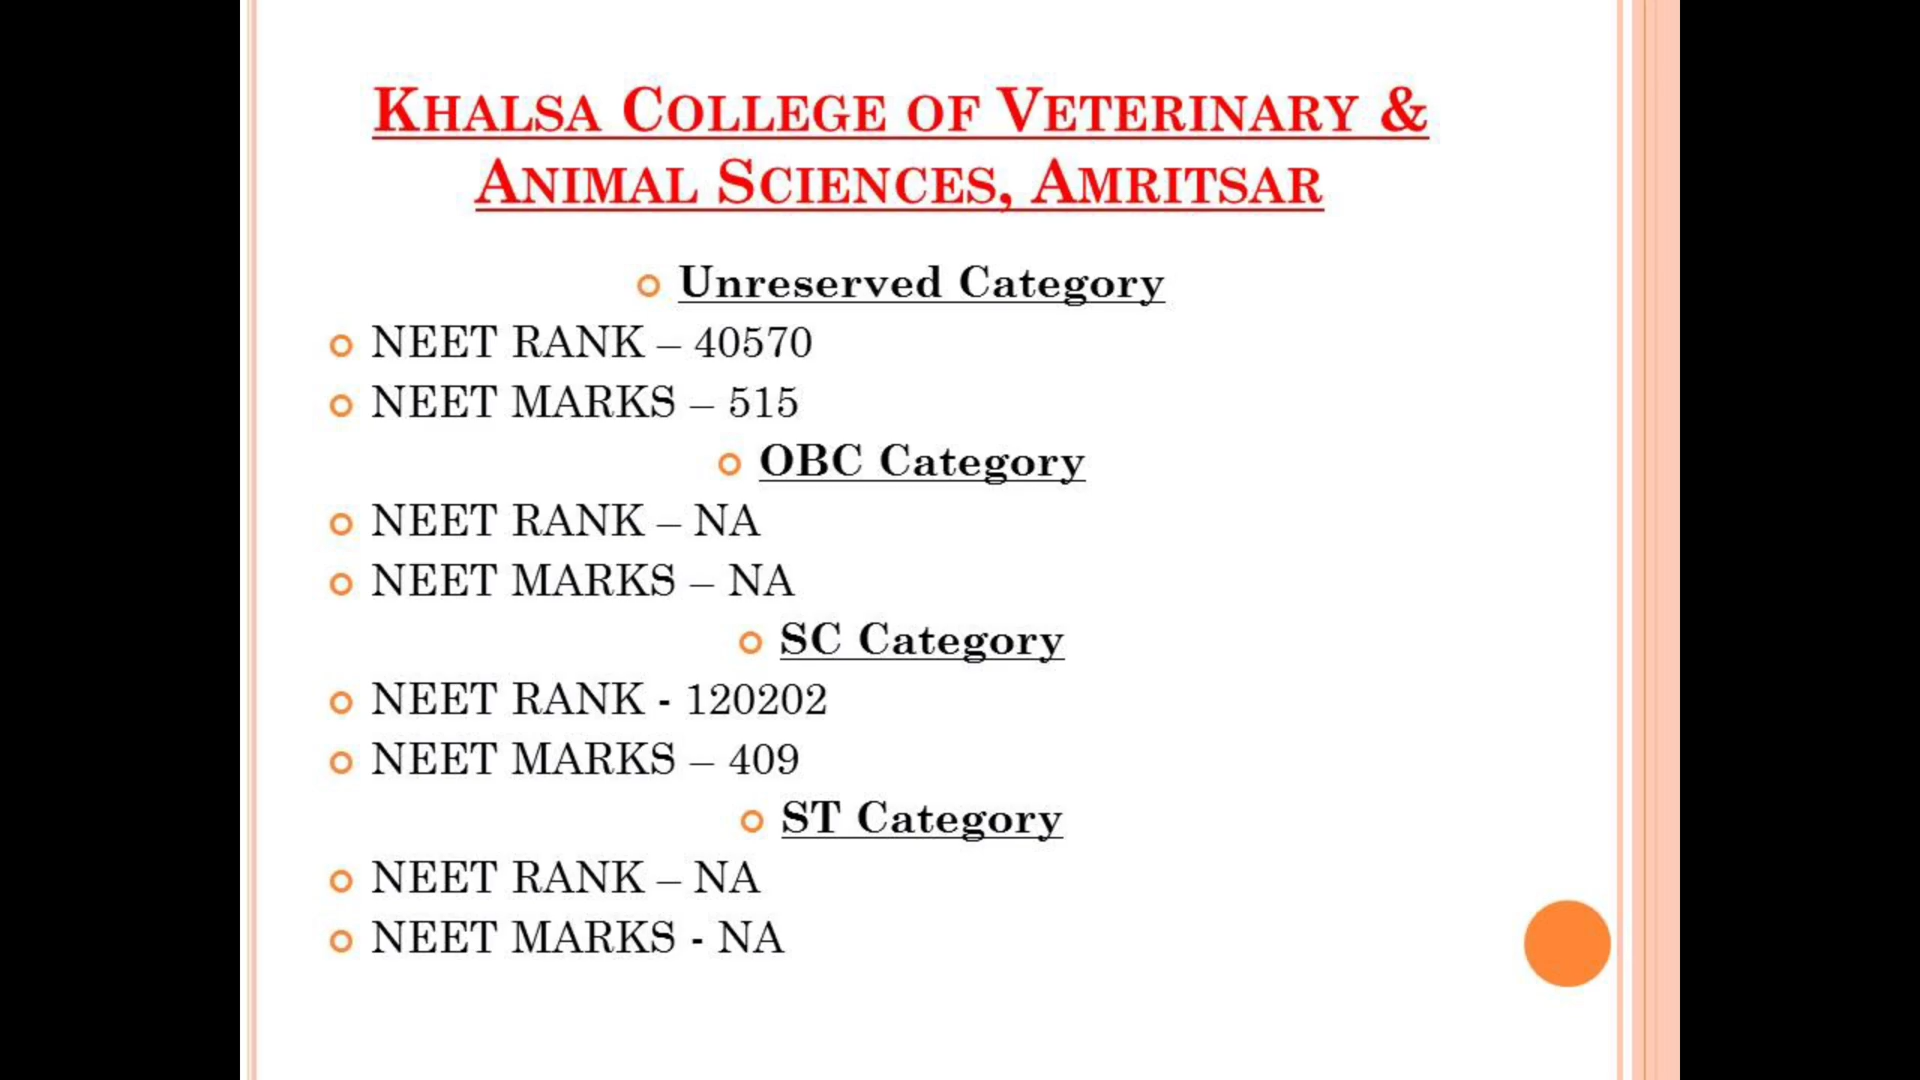 KHALSA COLLEGE OF VETERINARY &
ANIMAL SCIENCES, AMRITSAR
Unreserved Category
NEET RANK – 40570
NEET MARKS – 515
OBC Category
NEET RANK – NA
NEET MARKS – NA
SC Category
NEET RANK - 120202
NEET MARKS – 409
ST Category
NEET RANK – NA
NEET MARKS - NA